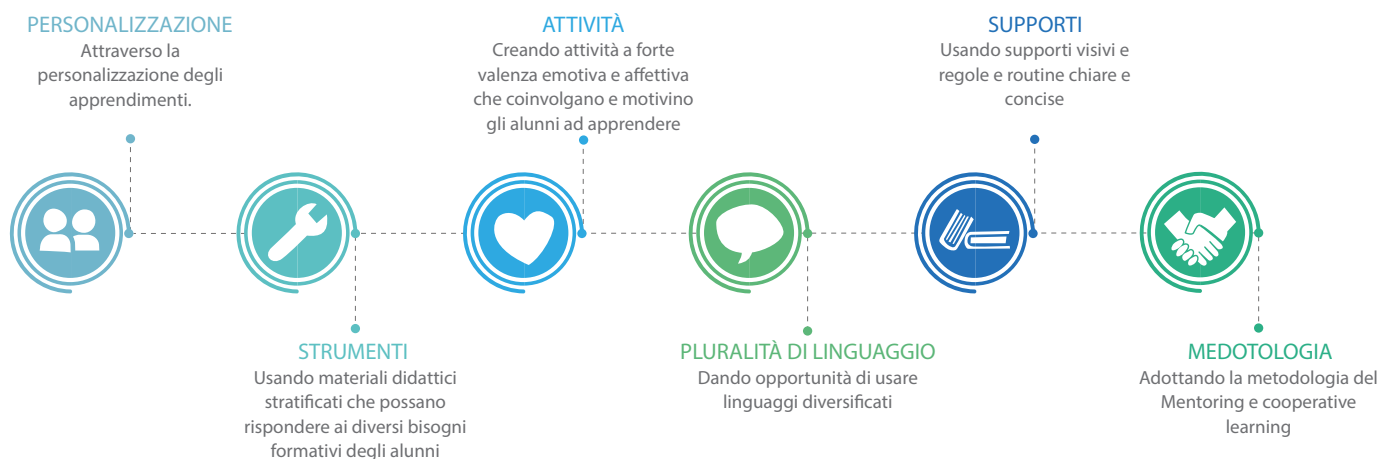 PERSONALIZZAZIONE
Attraverso la
personalizzazione degli
apprendimenti.
ATTIVITÀ
Creando attività a forte
valenza emotiva e affettiva
che coinvolgano e motivino
gli alunni ad apprendere
SUPPORTI
Usando supporti visivi e
regole e routine chiare e
concise
STRUMENTI
Usando materiali didattici
stratificati che possano
rispondere ai diversi bisogni
formativi degli alunni
PLURALITÀ DI LINGUAGGIO
Dando opportunità di usare
linguaggi diversificati
MEDOTOLOGIA
Adottando la metodologia del
Mentoring e cooperative
learning